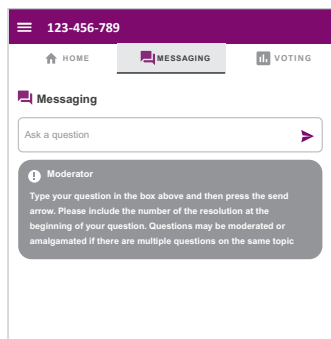 123-456-789
HOME MESSAGING VOTING
Messaging
Ask a question
Moderator
Type your question in the box above and then press the send
arrow. Please include the number of the resolution at the
beginning of your question. Questions may be moderated or
amalgamated if there are multiple questions on the same topic